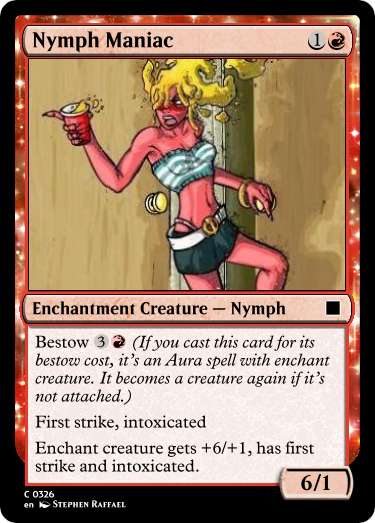 Nymph Maniac 1
Enchantment Creature — Nymph
Bestow 3 (If you cast this card for its
bestow cost, it's an Aura spell with enchant
creature. It becomes a creature again if it's
not attached.)
First strike, intoxicated
Enchant creature gets +6/+1, has first
strike and intoxicated.
6/1
C 0326
en Stephen Raffael